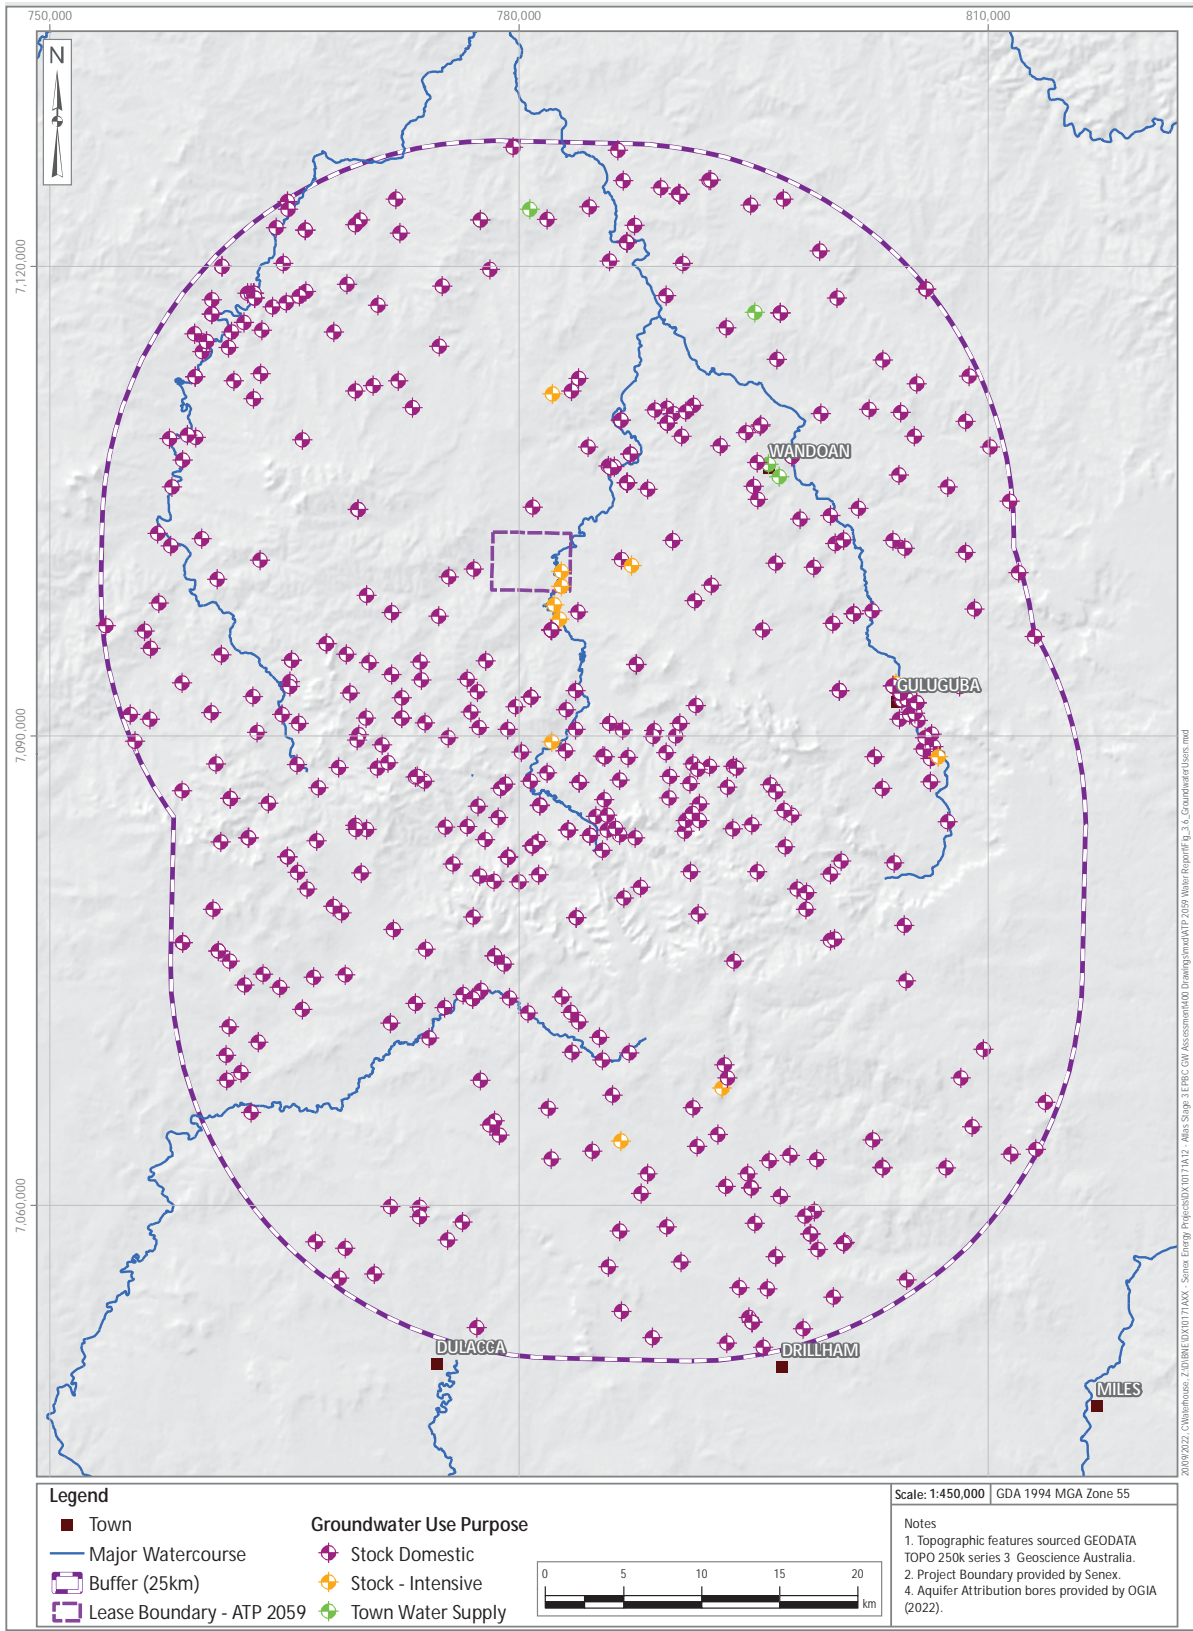 750,000
780,000
810,000
N
7,120,000
7,090,000
7,060,000
WANDOAN
GULUGUBA
DULACCA
DRILLHAM
MILES
Legend
Town
Major Watercourse
Buffer (25km)
Lease Boundary - ATP 2059
Groundwater Use Purpose
Stock Domestic
Stock - Intensive
Town Water Supply
0 5 10 15 20
km
Scale: 1:450,000 GDA 1994 MGA Zone 55
Notes
1. Topographic features sourced GEODATA
TOPO 250k series 3 Geoscience Australia.
2. Project Boundary provided by Senex.
4. Aquifer Attribution bores provided by OGIA
(2022).